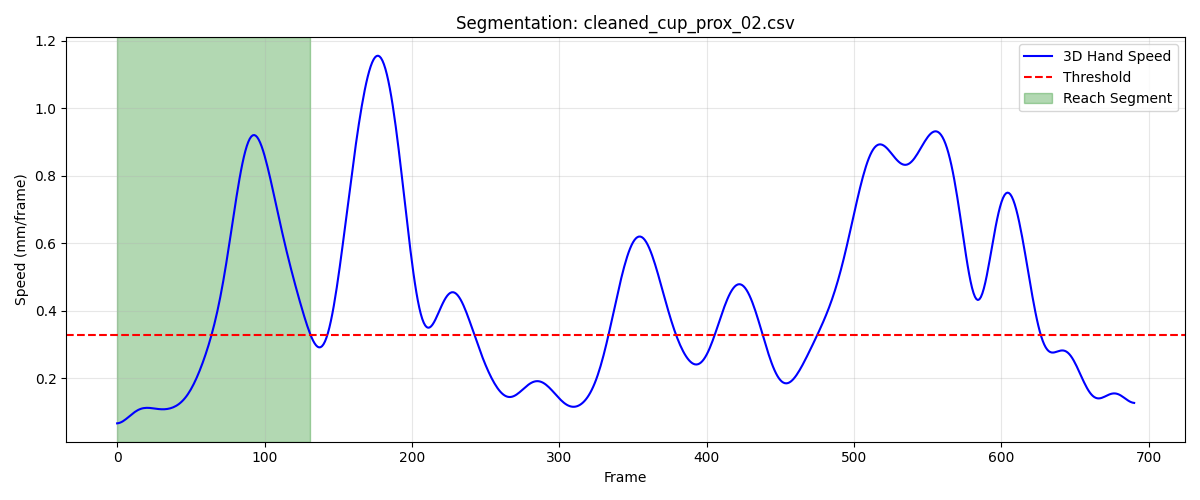 Segmentation: cleaned_cup_prox_02.csv
3D Hand Speed
Threshold
Reach Segment
Speed (mm/frame)
1.2
1.0
0.8
0.6
0.4
0.2
0 100 200 300 400 500 600 700
Frame